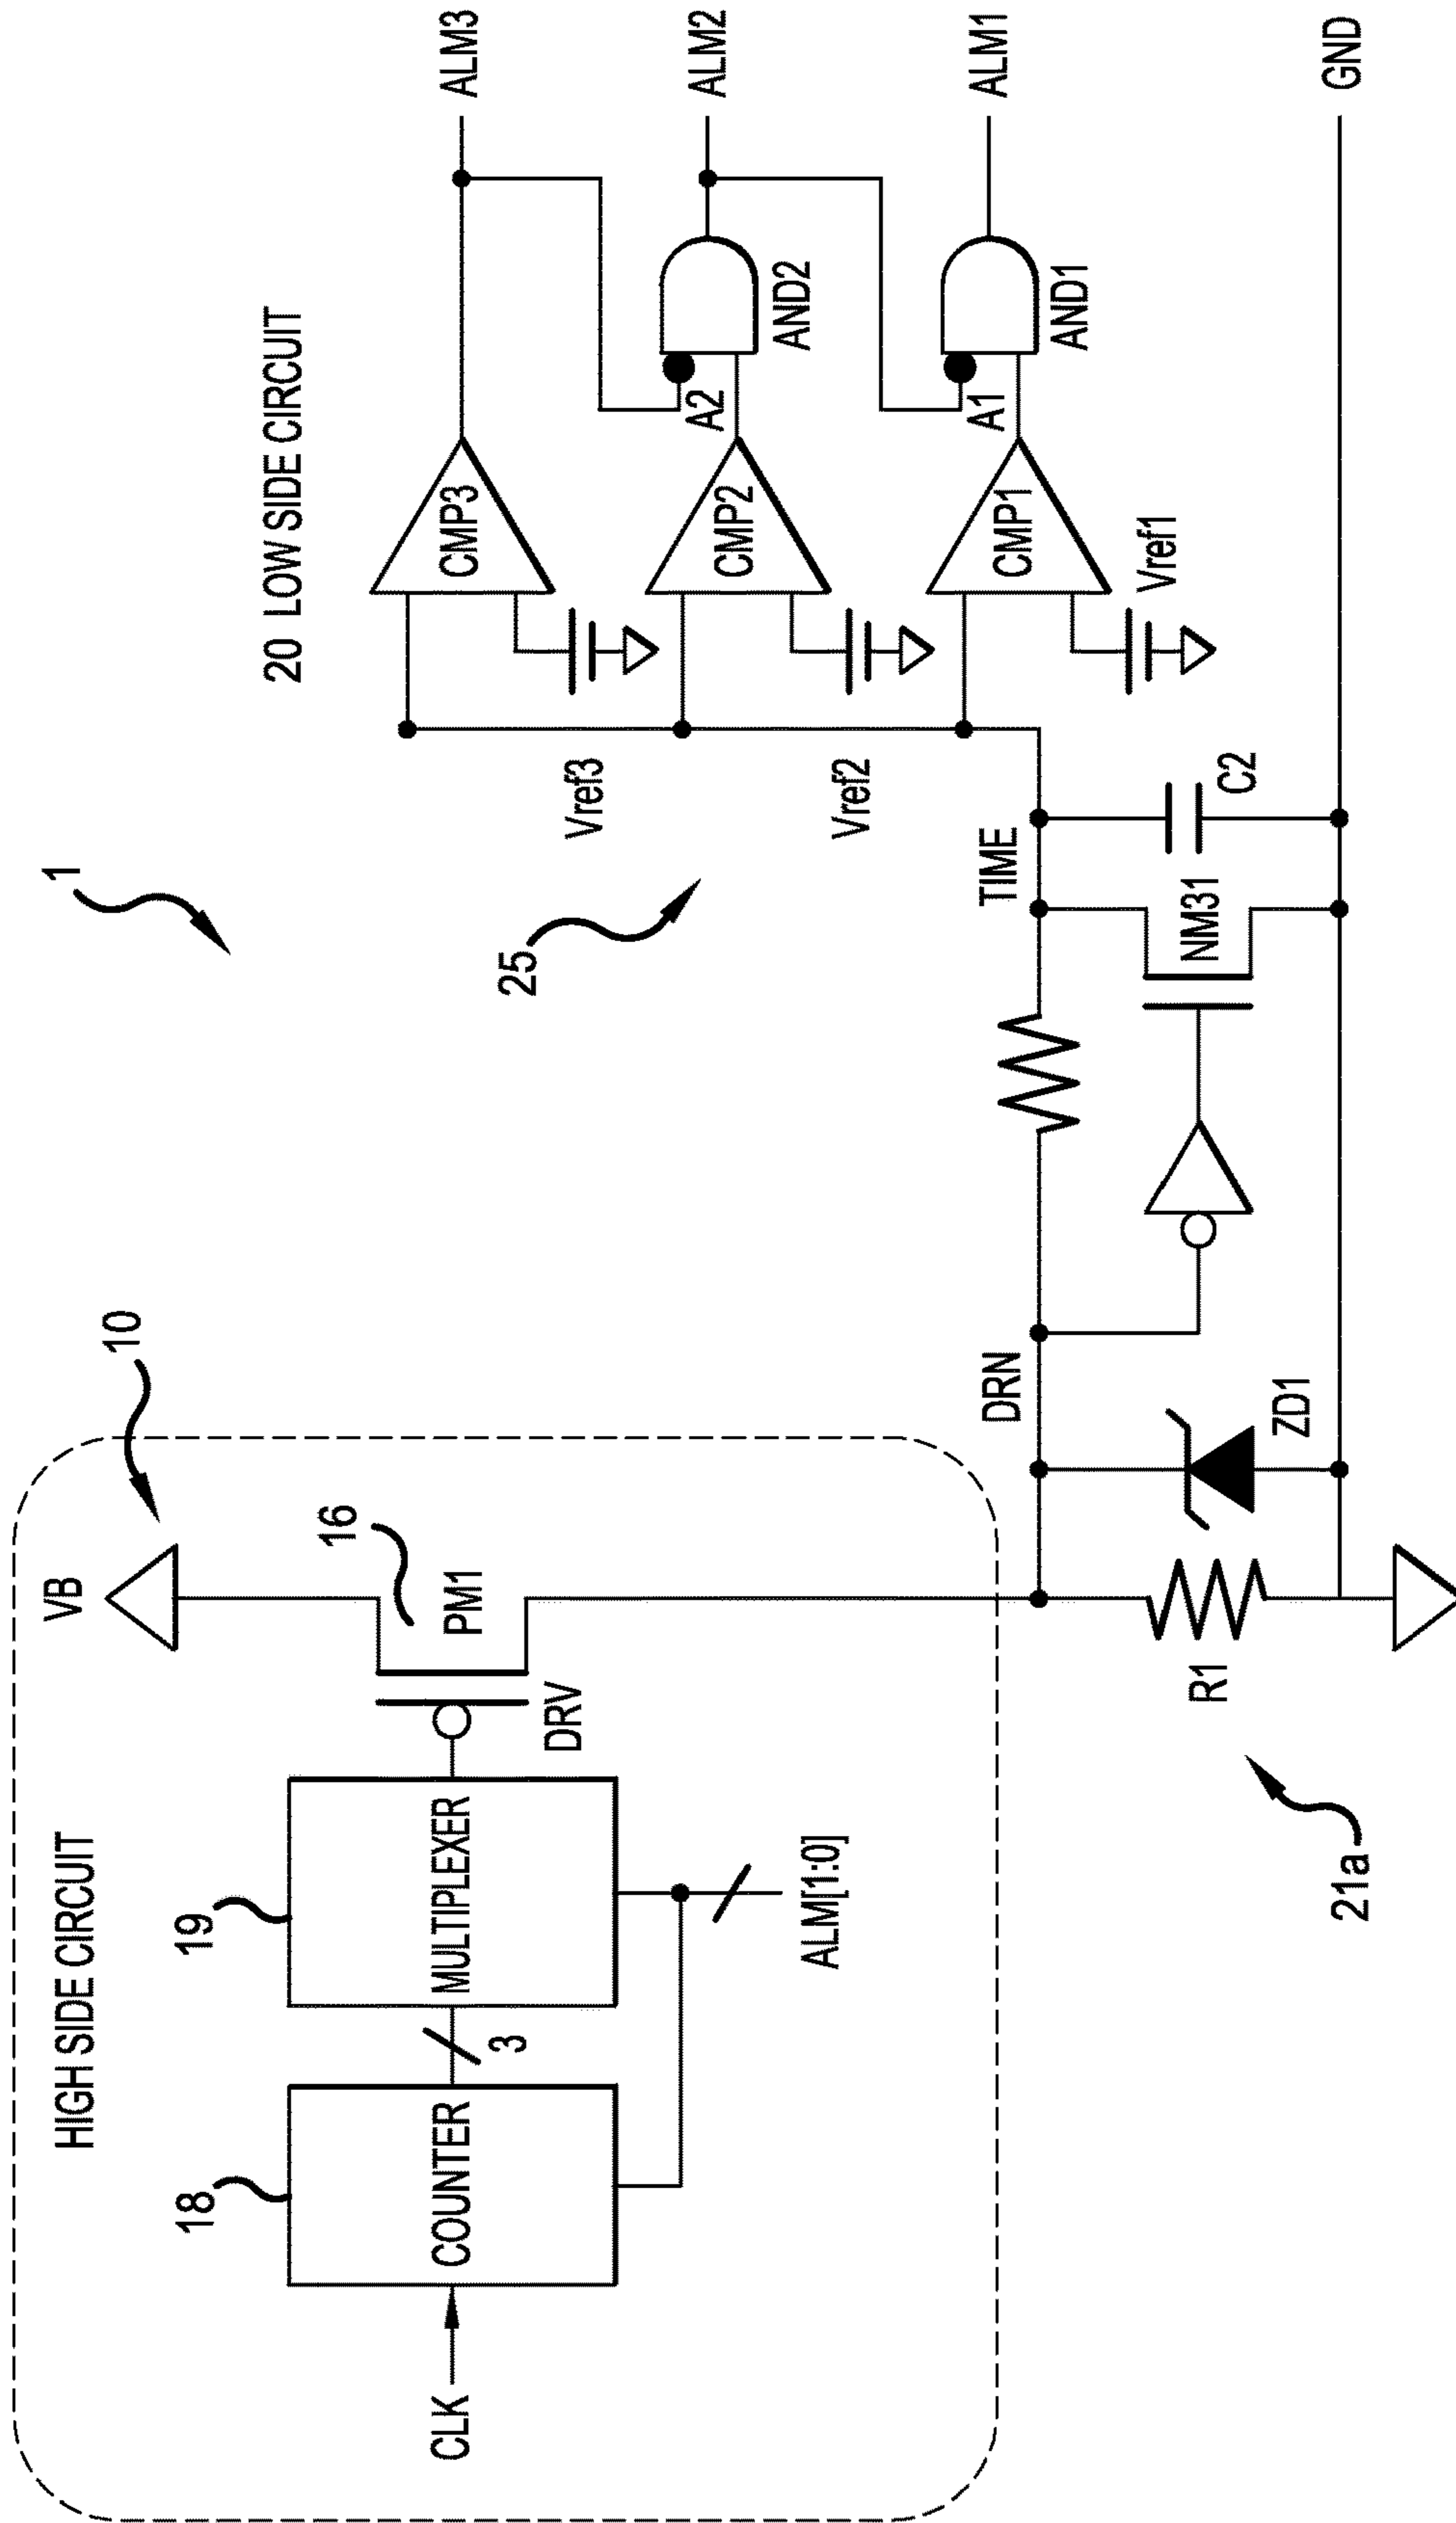 1
20 LOW SIDE CIRCUIT
HIGH SIDE CIRCUIT
10
VB
18
19
16
CLK
COUNTER
3
MULTIPLEXER
DRV
PM1
ALM[1:0]
25
Vref3
Vref2
Vref1
CMP3
CMP2
CMP1
A2
A1
AND2
AND1
ALM3
ALM2
ALM1
GND
DRN
TIME
R1
ZD1
NM31
C2
21a